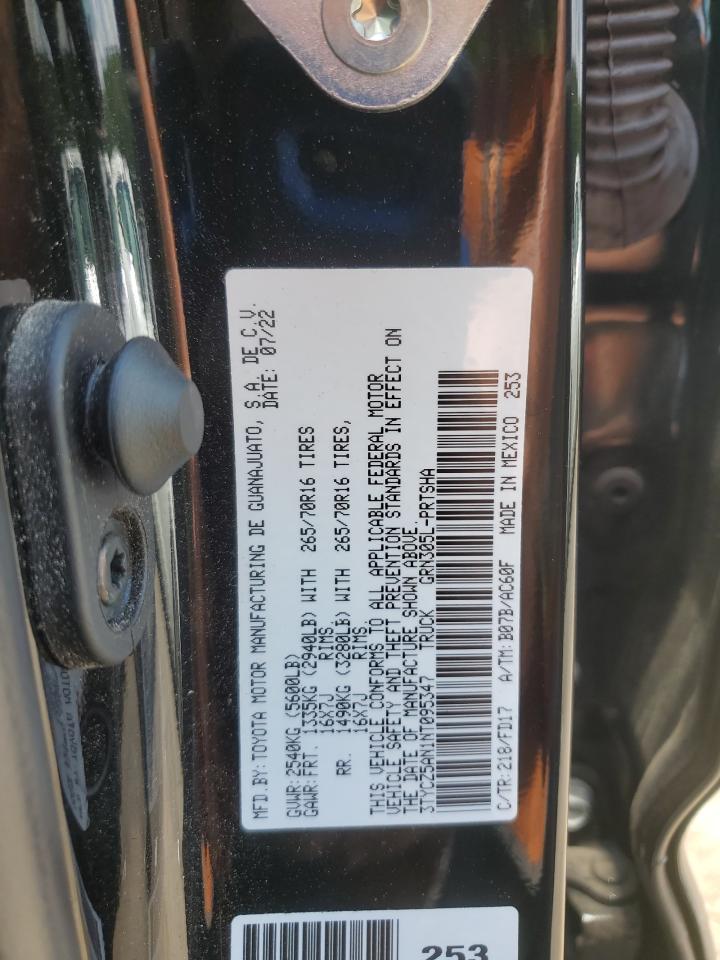 MFD.BY: TOYOTA MOTOR MANUFACTURING DE GUANAJUATO, S.A. DE C.V.
DATE: 07/22
GVWR: 2540KG (5600LB)
GAWR: FRT. 1335KG (2940LB) WITH 265/70R16 TIRES
16X7J RIMS.
RR. 1490KG (3280LB) WITH 265/70R16 TIRES,
16X7J RIMS.
THIS VEHICLE CONFORMS TO ALL APPLICABLE FEDERAL MOTOR
VEHICLE SAFETY AND THEFT PREVENTION STANDARDS IN EFFECT ON
THE DATE OF MANUFACTURE SHOWN ABOVE.
3TYCZ5AN1NT095347 TRUCK GRN305L-PRTSHA
C/TR: 218/FD17 A/TM: B07B/AC60F MADE IN MEXICO 253
253